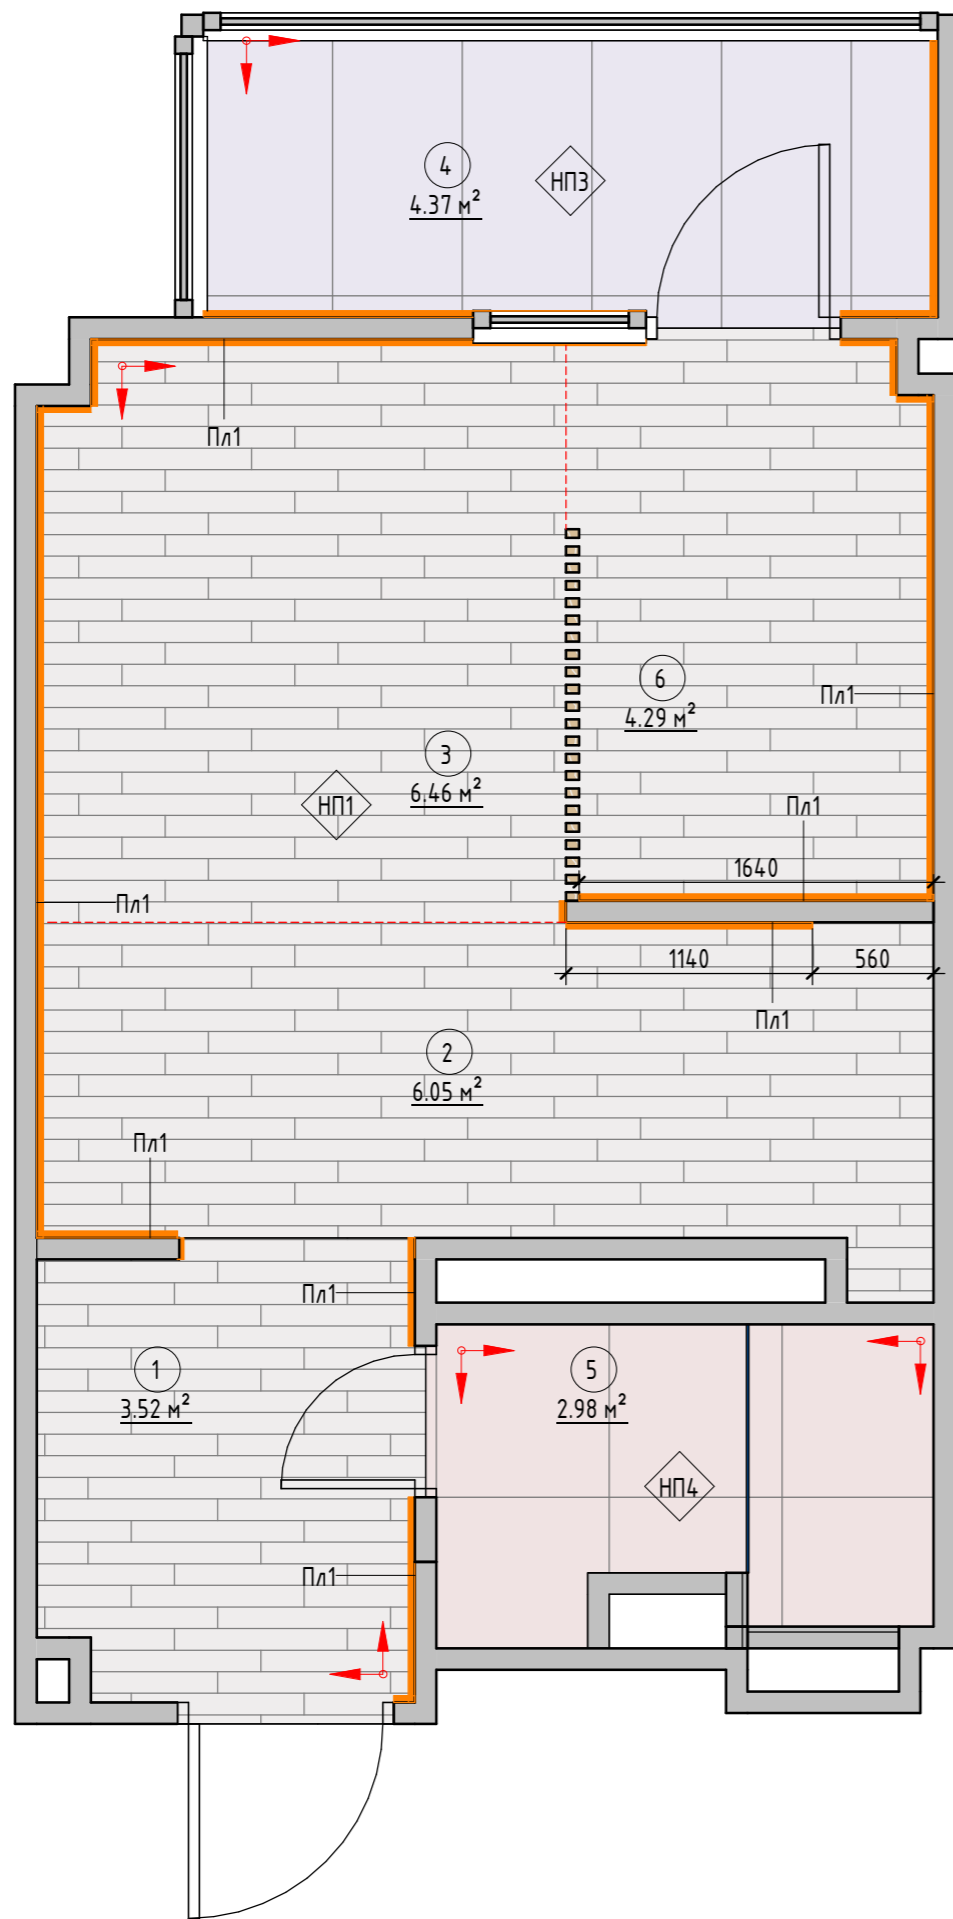 4
4.37 м²
НП3
Пл1
6
4.29 м²
Пл1
3
6.46 м²
НП1
Пл1
1640
Пл1
1140
560
Пл1
2
6.05 м²
Пл1
Пл1
1
3.52 м²
5
2.98 м²
НП4
Пл1